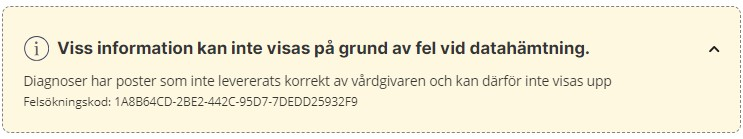 Viss information kan inte visas på grund av fel vid datahämtning.
Diagnoser har poster som inte levererats korrekt av vårdgivaren och kan därför inte visas upp
Felsökningskod: 1A8B64CD-2BE2-442C-95D7-7DEDD25932F9